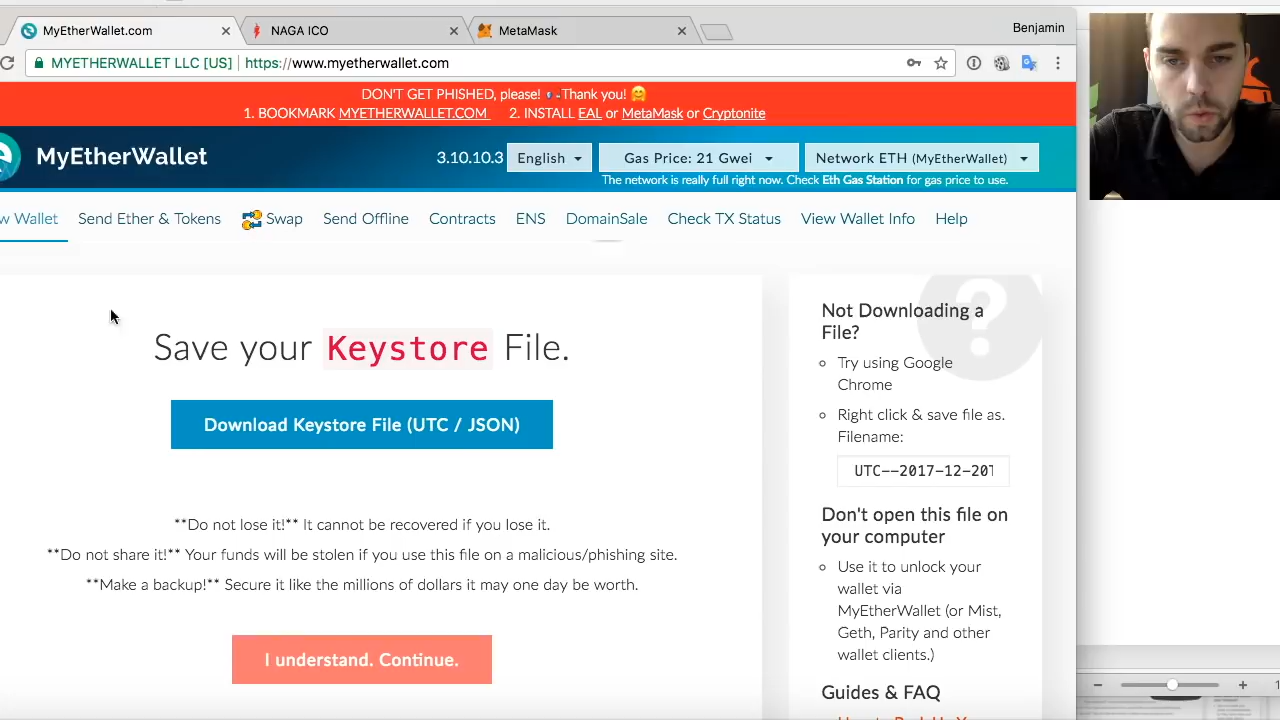 MyEtherWallet.com
NAGA ICO
MetaMask
Benjamin
MYETHERWALLET LLC [US]
https://www.myetherwallet.com
DON'T GET PHISHED, please! Thank you! 🤗
1. BOOKMARK MYETHERWALLET.COM 2. INSTALL EAL or MetaMask or Cryptonite
MyEtherWallet
3.10.10.3
English
Gas Price: 21 Gwei
Network ETH (MyEtherWallet)
The network is really full right now. Check Eth Gas Station for gas price to use.
w Wallet
Send Ether & Tokens
Swap
Send Offline
Contracts
ENS
DomainSale
Check TX Status
View Wallet Info
Help
Save your Keystore File.
Download Keystore File (UTC / JSON)
**Do not lose it!** It cannot be recovered if you lose it.
**Do not share it!** Your funds will be stolen if you use this file on a malicious/phishing site.
**Make a backup!** Secure it like the millions of dollars it may one day be worth.
I understand. Continue.
Not Downloading a
File?
Try using Google
Chrome
Right click & save file as.
Filename:
UTC--2017-12-20T
Don't open this file on
your computer
Use it to unlock your
wallet via
MyEtherWallet (or Mist,
Geth, Parity and other
wallet clients.)
Guides & FAQ